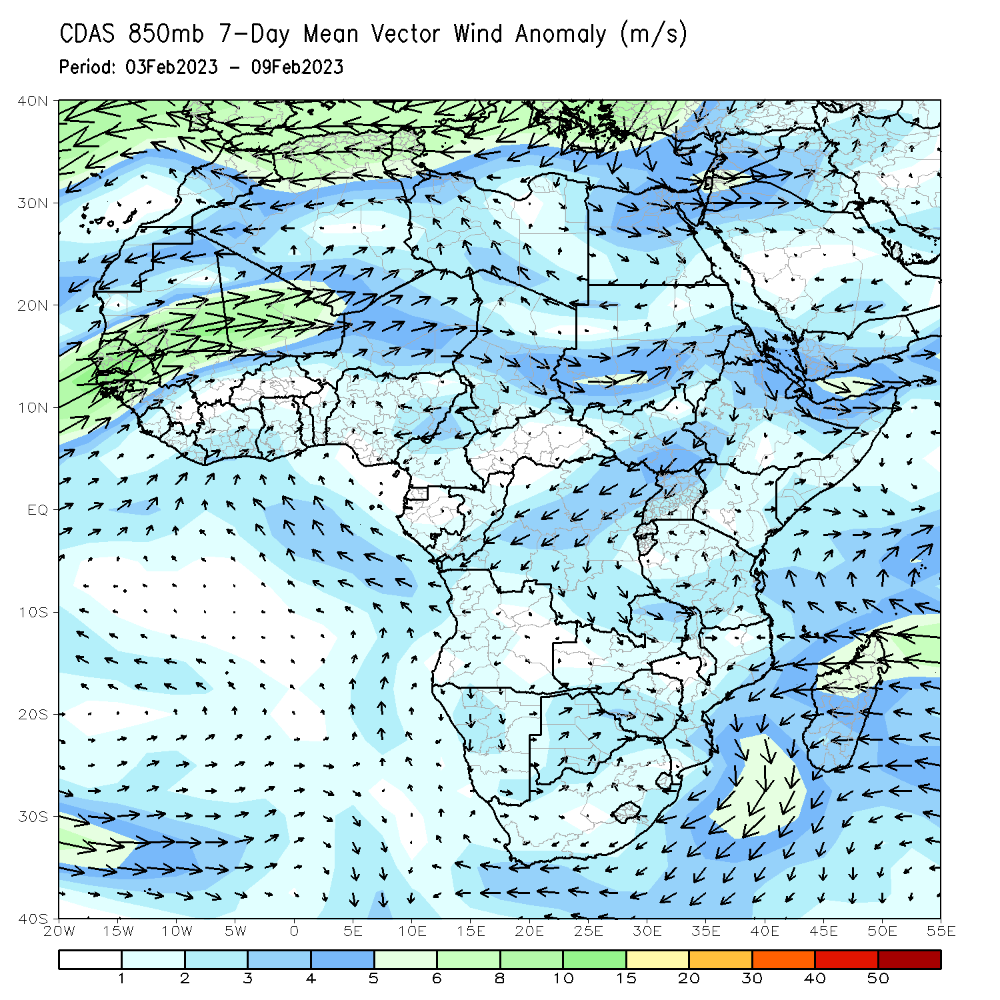 CDAS 850mb 7-Day Mean Vector Wind Anomaly (m/s)
Period: 03Feb2023 - 09Feb2023
40N
30N
20N
10N
EQ
10S
20S
30S
40S
20W 15W 10W 5W 0 5E 10E 15E 20E 25E 30E 35E 40E 45E 50E 55E
1 2 3 4 5 6 8 10 15 20 30 40 50